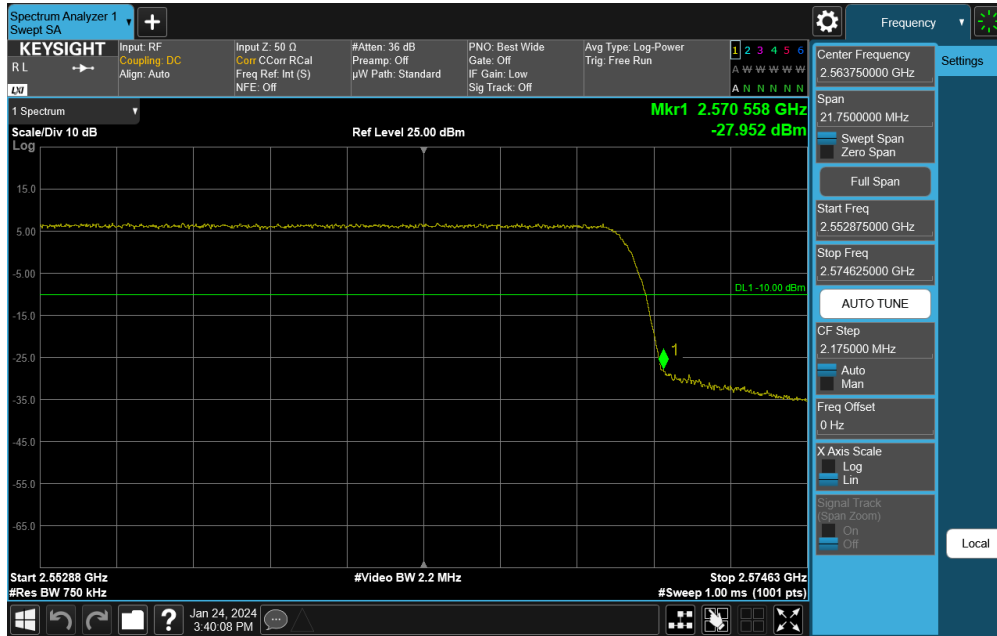 Spectrum Analyzer 1
Swept SA
Frequency
KEYSIGHT
R L
LXI
Input: RF
Coupling: DC
Align: Auto
Input Z: 50 Ω
Corr CCorr RCal
Freq Ref: Int (S)
NFE: Off
#Atten: 36 dB
Preamp: Off
µW Path: Standard
PNO: Best Wide
Gate: Off
IF Gain: Low
Sig Track: Off
Avg Type: Log-Power
Trig: Free Run
1 2 3 4 5 6
A W W W W W
A N N N N N
1 Spectrum
Scale/Div 10 dB
Log
Ref Level 25.00 dBm
Mkr1 2.570 558 GHz
-27.952 dBm
15.0
5.00
-5.00
-15.0
-25.0
-35.0
-45.0
-55.0
-65.0
DL1 -10.00 dBm
1
Start 2.55288 GHz
#Res BW 750 kHz
#Video BW 2.2 MHz
Stop 2.57463 GHz
#Sweep 1.00 ms (1001 pts)
Center Frequency
2.563750000 GHz
Settings
Span
21.7500000 MHz
Swept Span
Zero Span
Full Span
Start Freq
2.552875000 GHz
Stop Freq
2.574625000 GHz
AUTO TUNE
CF Step
2.175000 MHz
Auto
Man
Freq Offset
0 Hz
X Axis Scale
Log
Lin
Signal Track
(Span Zoom)
On
Off
Local
?
Jan 24, 2024
3:40:08 PM